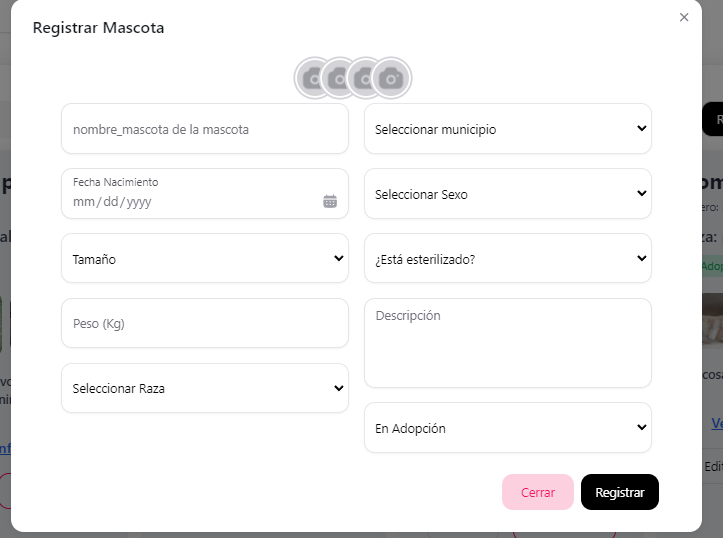 Registrar Mascota
nombre_mascota de la mascota
Seleccionar municipio
Fecha Nacimiento
mm/dd/yyyy
Seleccionar Sexo
Tamaño
¿Está esterilizado?
Peso (Kg)
Descripción
Seleccionar Raza
En Adopción
Cerrar
Registrar